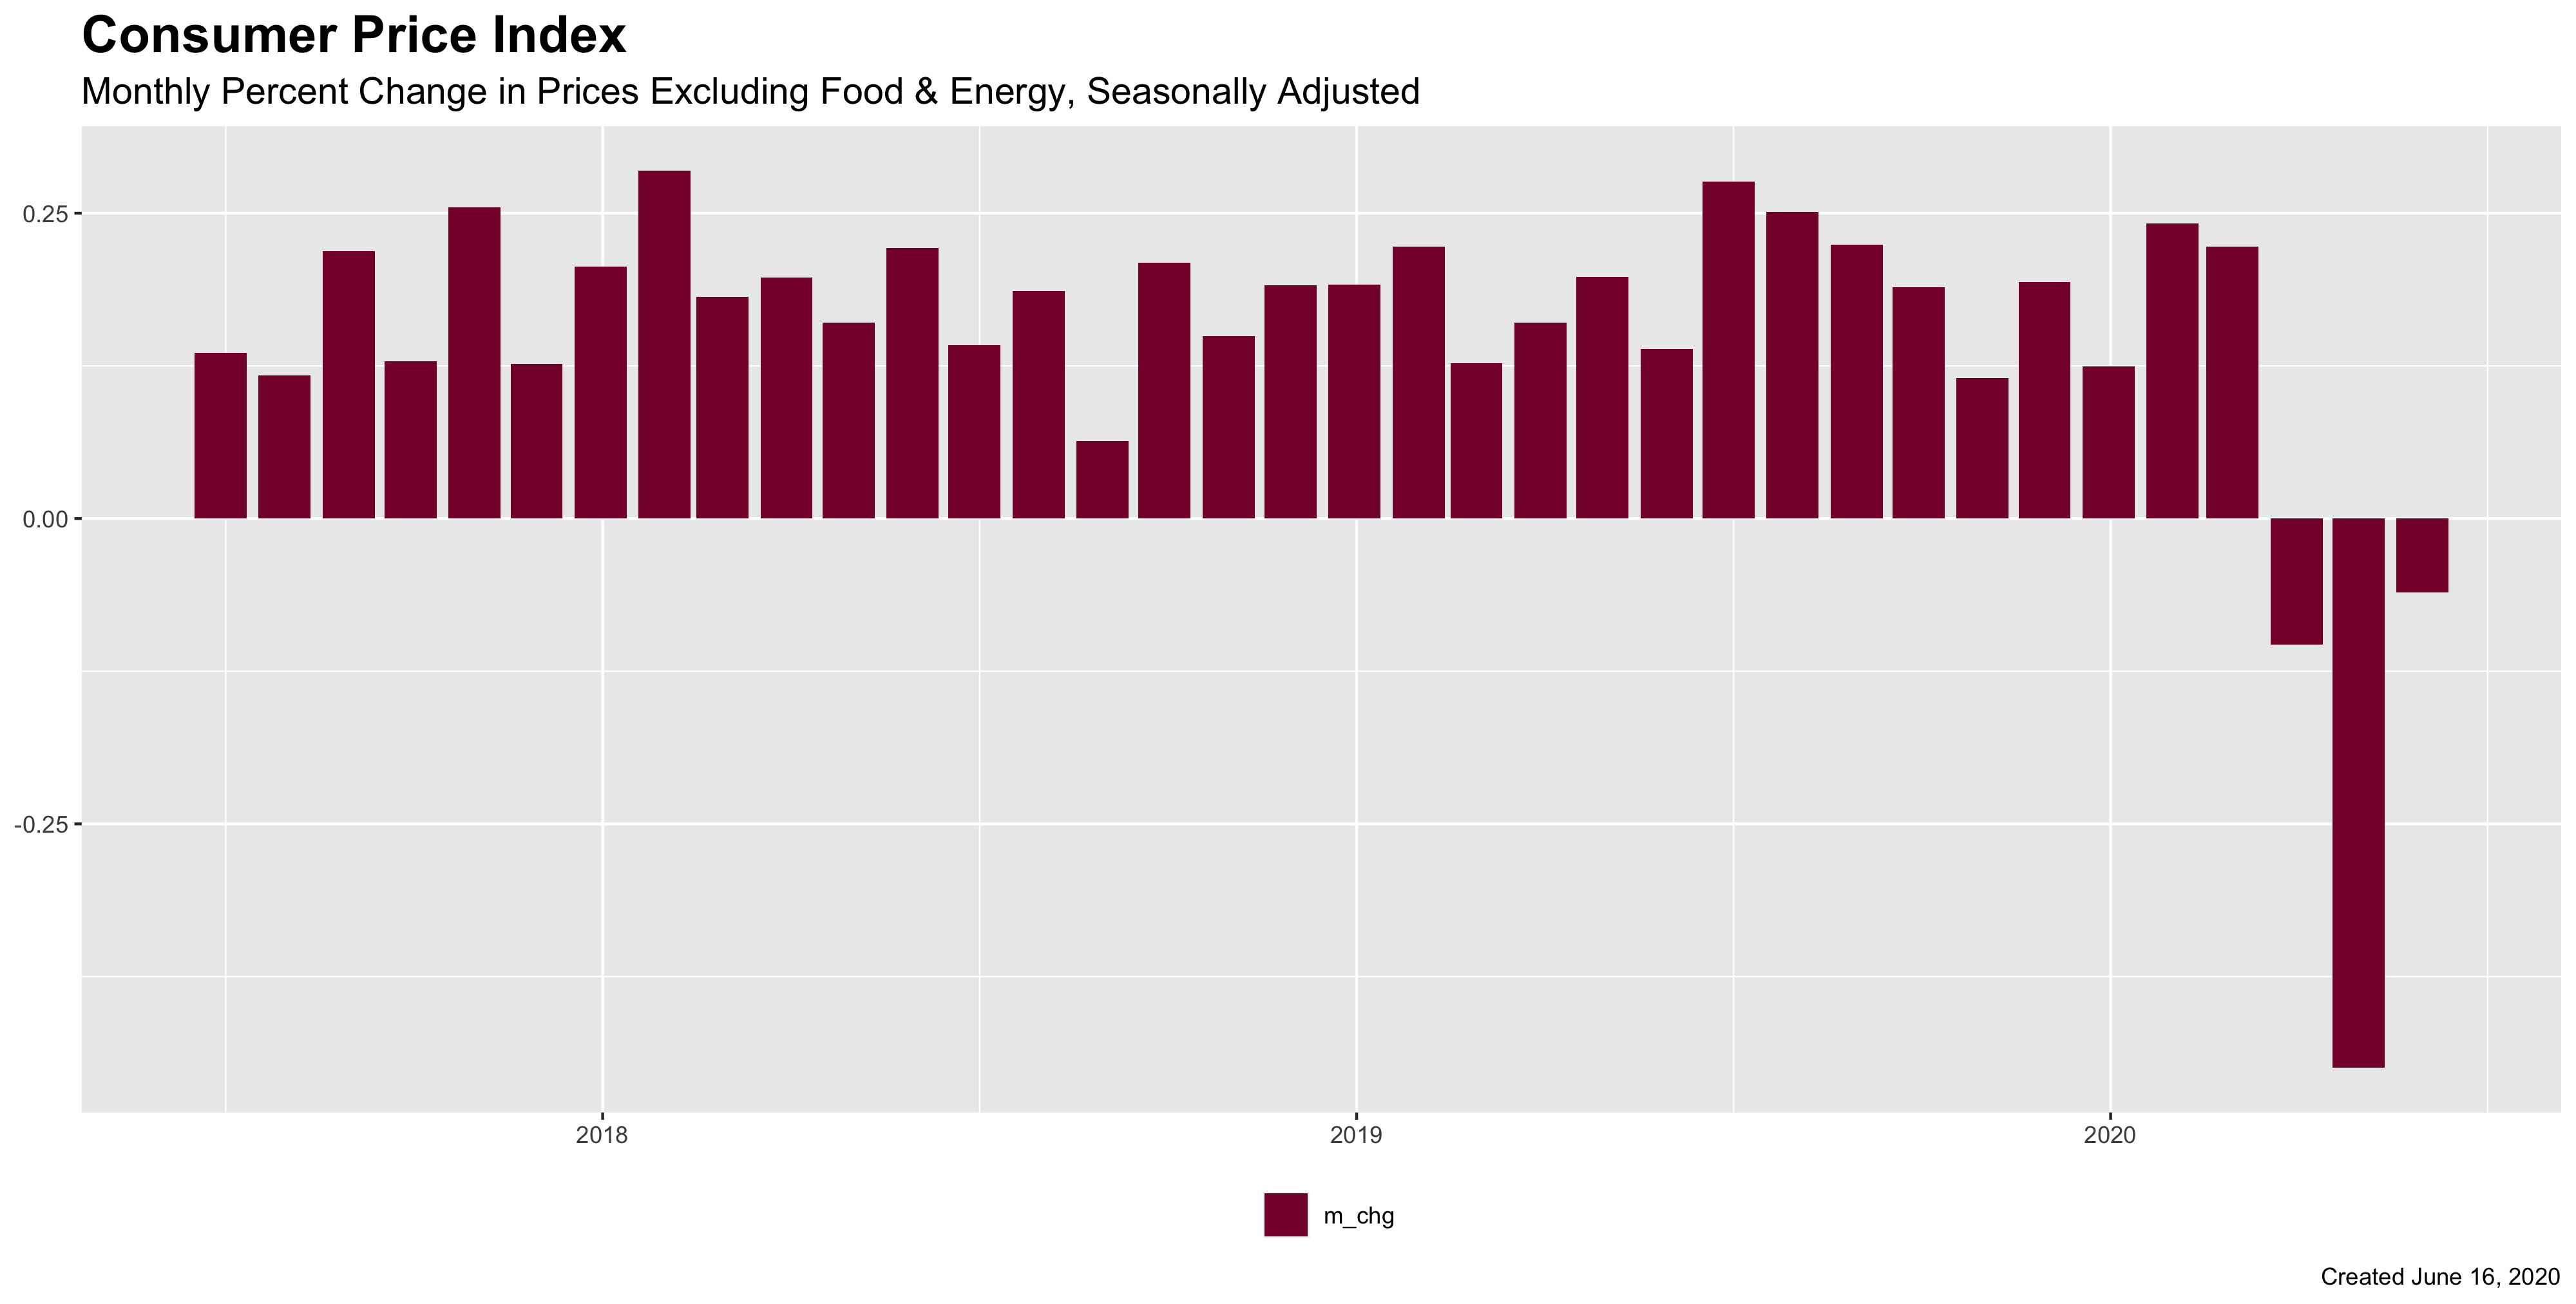 Consumer Price Index
Monthly Percent Change in Prices Excluding Food & Energy, Seasonally Adjusted
0.25
0.00
-0.25
2018
2019
2020
m_chg
Created June 16, 2020